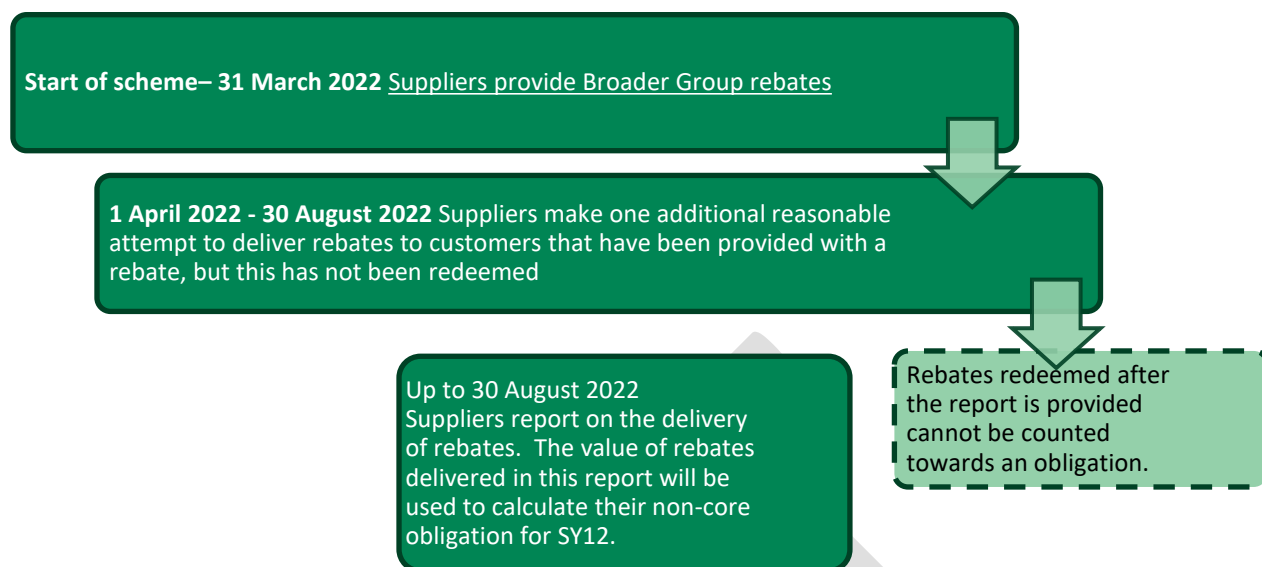 Start of scheme– 31 March 2022 Suppliers provide Broader Group rebates
1 April 2022 - 30 August 2022 Suppliers make one additional reasonable
attempt to deliver rebates to customers that have been provided with a
rebate, but this has not been redeemed
Up to 30 August 2022
Suppliers report on the delivery
of rebates.  The value of rebates
delivered in this report will be
used to calculate their non-core
obligation for SY12.
Rebates redeemed after
the report is provided
cannot be counted
towards an obligation.